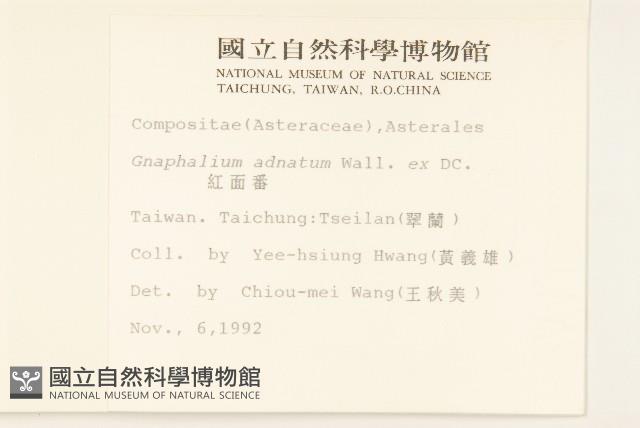 國立自然科學博物館
NATIONAL MUSEUM OF NATURAL SCIENCE
TAICHUNG, TAIWAN, R.O.CHINA
Compositae(Asteraceae),Asterales
Gnaphalium adnatum Wall. ex DC.
紅面番
Taiwan. Taichung:Tseilan(翠蘭)
Coll. by Yee-hsiung Hwang(黃義雄)
Det. by Chiou-mei Wang(王秋美)
Nov., 6,1992
國立自然科學博物館
NATIONAL MUSEUM OF NATURAL SCIENCE